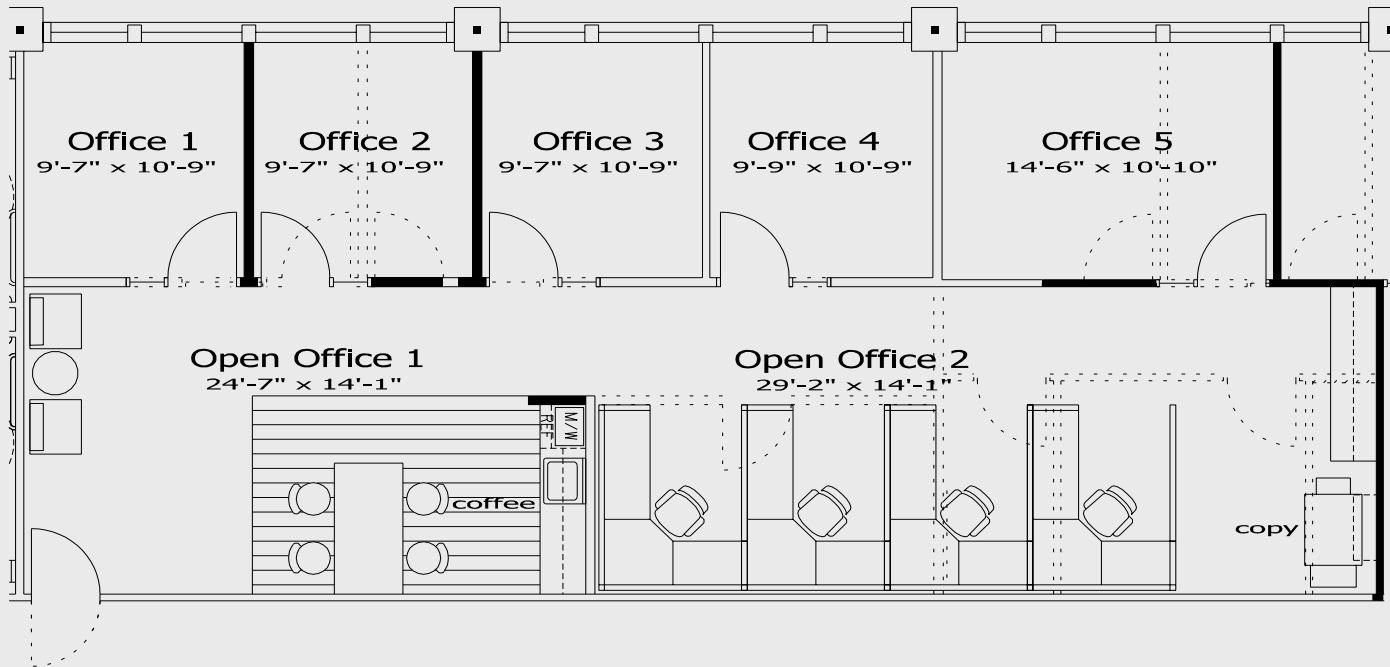 Office 1
9'-7" x 10'-9"
Office 2
9'-7" x 10'-9"
Office 3
9'-7" x 10'-9"
Office 4
9'-9" x 10'-9"
Office 5
14'-6" x 10'-10"
Open Office 1
24'-7" x 14'-1"
Open Office 2
29'-2" x 14'-1"
REF
M/W
coffee
copy